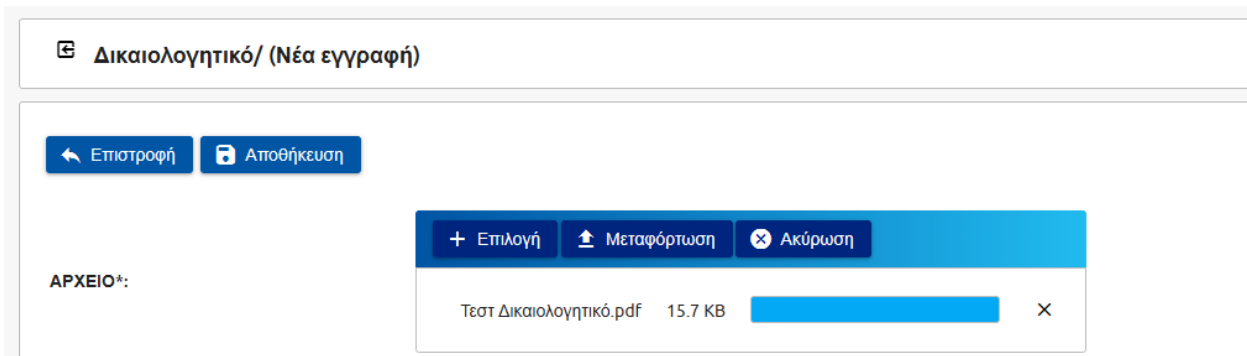 Δικαιολογητικό/ (Νέα εγγραφή)
Επιστροφή Αποθήκευση
Επιλογή Μεταφόρτωση Ακύρωση
ΑΡΧΕΙΟ*:
Τεστ Δικαιολογητικό.pdf 15.7 KB